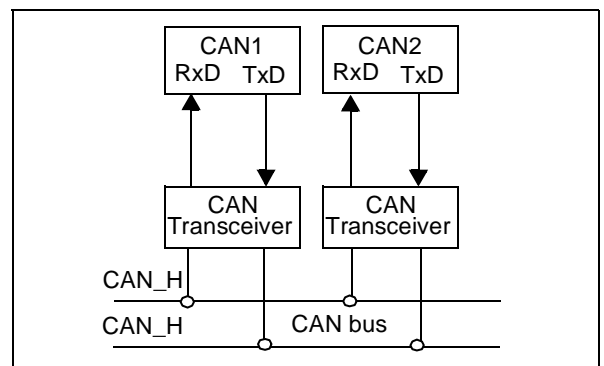 CAN1
RxD TxD
CAN2
RxD TxD
CAN
Transceiver
CAN
Transceiver
CAN_H
CAN_H
CAN bus